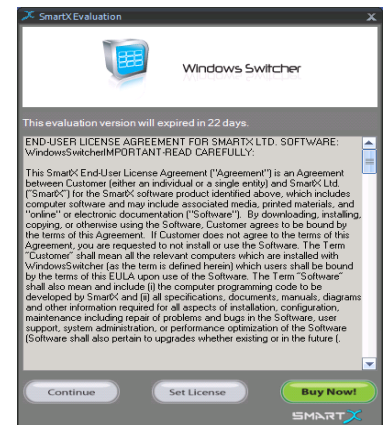 SmartX Evaluation
Windows Switcher
This evaluation version will expired in 22 days.
END-USER LICENSE AGREEMENT FOR SMARTX LTD. SOFTWARE:
WindowsSwitcherIMPORTANT-READ CAREFULLY:
This SmartX End-User License Agreement ("Agreement") is an Agreement
between Customer (either an individual or a single entity) and SmartX Ltd.
("SmartX") for the SmartX software product identified above, which includes
computer software and may include associated media, printed materials, and
"online" or electronic documentation ("Software"). By downloading, installing,
copying, or otherwise using the Software, Customer agrees to be bound by
the terms of this Agreement. If Customer does not agree to the terms of this
Agreement, you are requested to not install or use the Software. The Term
"Customer" shall mean all the relevant computers which are installed with
WindowsSwitcher (as the term is defined herein) which users shall be bound
by the terms of this EULA upon use of the Software. The Term "Software"
shall also mean and include (i) the computer programming code to be
developed by SmartX and (ii) all specifications, documents, manuals, diagrams
and other information required for all aspects of installation, configuration,
maintenance including repair of problems and bugs in the Software, user
support, system administration, or performance optimization of the Software
(Software shall also pertain to upgrades whether existing or in the future (.
Continue
Set License
Buy Now!
SMARTX